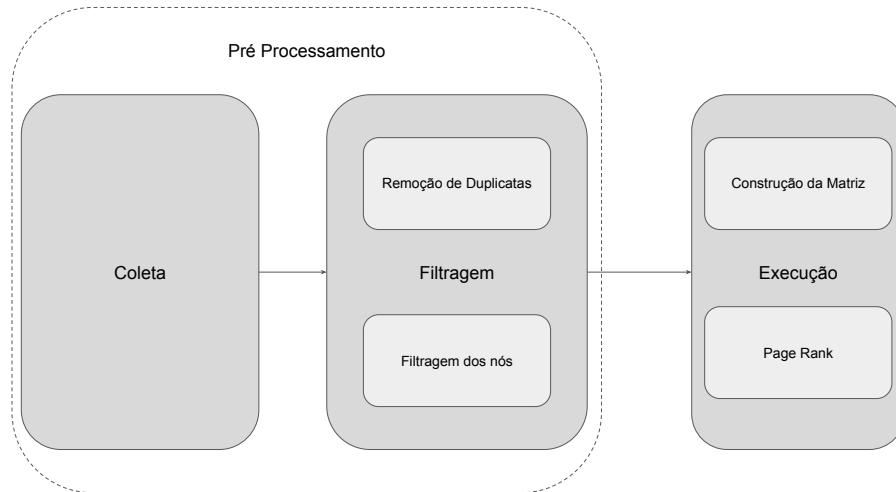 Pré Processamento
Coleta
Remoção de Duplicatas
Filtragem
Filtragem dos nós
Construção da Matriz
Execução
Page Rank